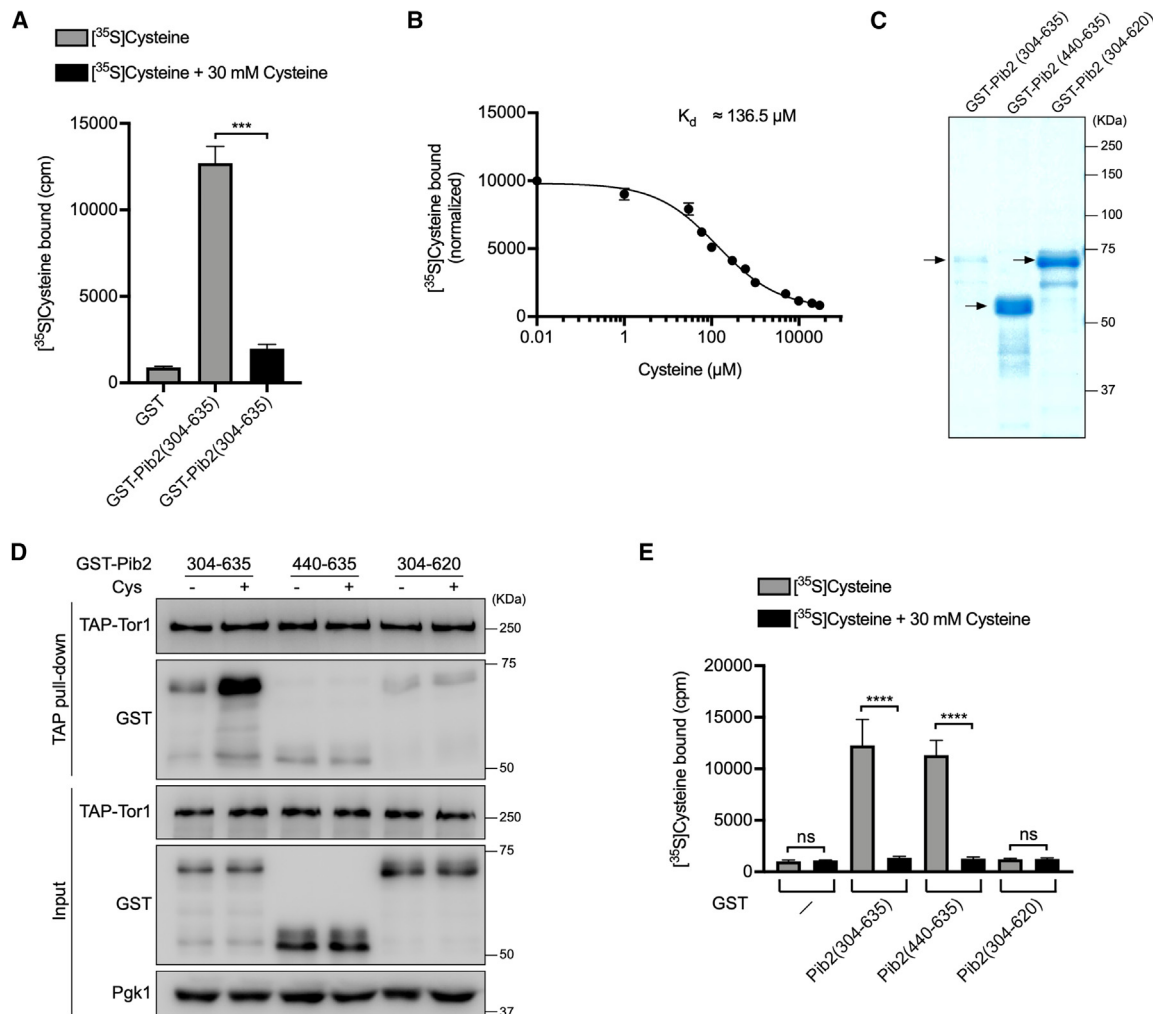 A
[³⁵S]Cysteine
[³⁵S]Cysteine + 30 mM Cysteine
[³⁵S]Cysteine bound (cpm)
15000
10000
5000
0
***
GST
GST-Pib2(304-635)
GST-Pib2(304-635)
B
[³⁵S]Cysteine bound
(normalized)
15000
10000
5000
0
K_d ≈ 136.5 µM
0.01
1
100
10000
Cysteine (µM)
C
GST-Pib2 (304-635)
GST-Pib2 (440-635)
GST-Pib2 (304-620)
(KDa)
250
150
100
75
50
37
D
GST-Pib2 304-635 440-635 304-620
Cys - + - + - +
(KDa)
TAP pull-down
TAP-Tor1 250
75
GST
50
Input
TAP-Tor1 250
75
GST
50
Pgk1
37
E
[³⁵S]Cysteine
[³⁵S]Cysteine + 30 mM Cysteine
[³⁵S]Cysteine bound (cpm)
20000
15000
10000
5000
0
ns
****
****
ns
GST
—
Pib2(304-635)
Pib2(440-635)
Pib2(304-620)